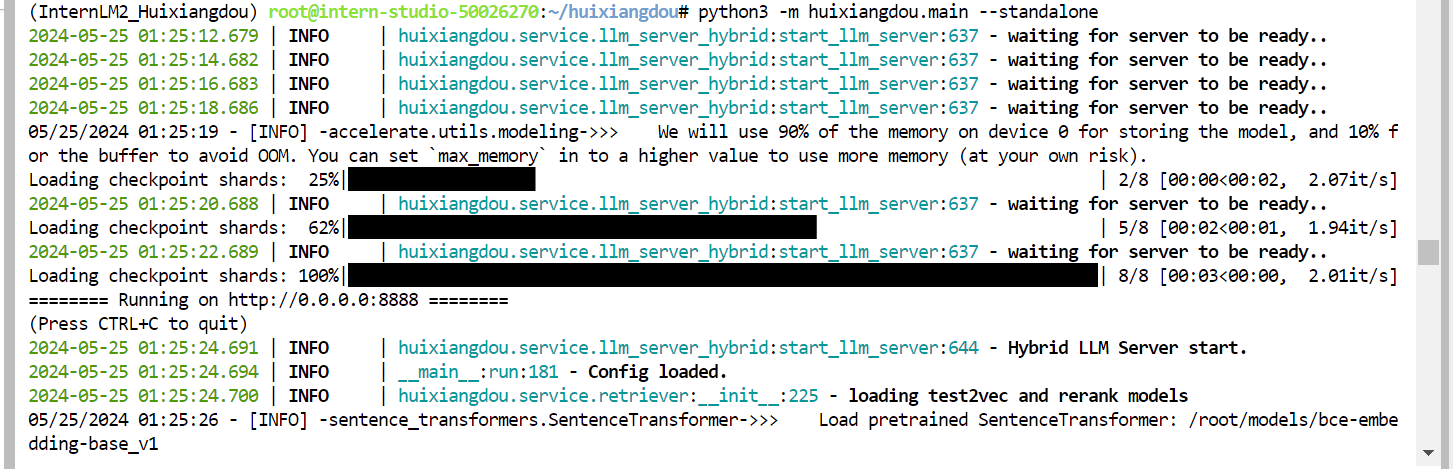 (InternLM2_Huixiangdou) root@intern-studio-50026270:~/huixiangdou# python3 -m huixiangdou.main --standalone
2024-05-25 01:25:12.679 | INFO     | huixiangdou.service.llm_server_hybrid:start_llm_server:637 - waiting for server to be ready..
2024-05-25 01:25:14.682 | INFO     | huixiangdou.service.llm_server_hybrid:start_llm_server:637 - waiting for server to be ready..
2024-05-25 01:25:16.683 | INFO     | huixiangdou.service.llm_server_hybrid:start_llm_server:637 - waiting for server to be ready..
2024-05-25 01:25:18.686 | INFO     | huixiangdou.service.llm_server_hybrid:start_llm_server:637 - waiting for server to be ready..
05/25/2024 01:25:19 - [INFO] -accelerate.utils.modeling->>>    We will use 90% of the memory on device 0 for storing the model, and 10% f
or the buffer to avoid OOM. You can set `max_memory` in to a higher value to use more memory (at your own risk).
Loading checkpoint shards:  25%| | 2/8 [00:00<00:02,  2.07it/s]
2024-05-25 01:25:20.688 | INFO     | huixiangdou.service.llm_server_hybrid:start_llm_server:637 - waiting for server to be ready..
Loading checkpoint shards:  62%| | 5/8 [00:02<00:01,  1.94it/s]
2024-05-25 01:25:22.689 | INFO     | huixiangdou.service.llm_server_hybrid:start_llm_server:637 - waiting for server to be ready..
Loading checkpoint shards: 100%| | 8/8 [00:03<00:00,  2.01it/s]
======== Running on http://0.0.0.0:8888 ========
(Press CTRL+C to quit)
2024-05-25 01:25:24.691 | INFO     | huixiangdou.service.llm_server_hybrid:start_llm_server:644 - Hybrid LLM Server start.
2024-05-25 01:25:24.694 | INFO     | __main__:run:181 - Config loaded.
2024-05-25 01:25:24.700 | INFO     | huixiangdou.service.retriever:__init__:225 - loading test2vec and rerank models
05/25/2024 01:25:26 - [INFO] -sentence_transformers.SentenceTransformer->>>    Load pretrained SentenceTransformer: /root/models/bce-embe
dding-base_v1